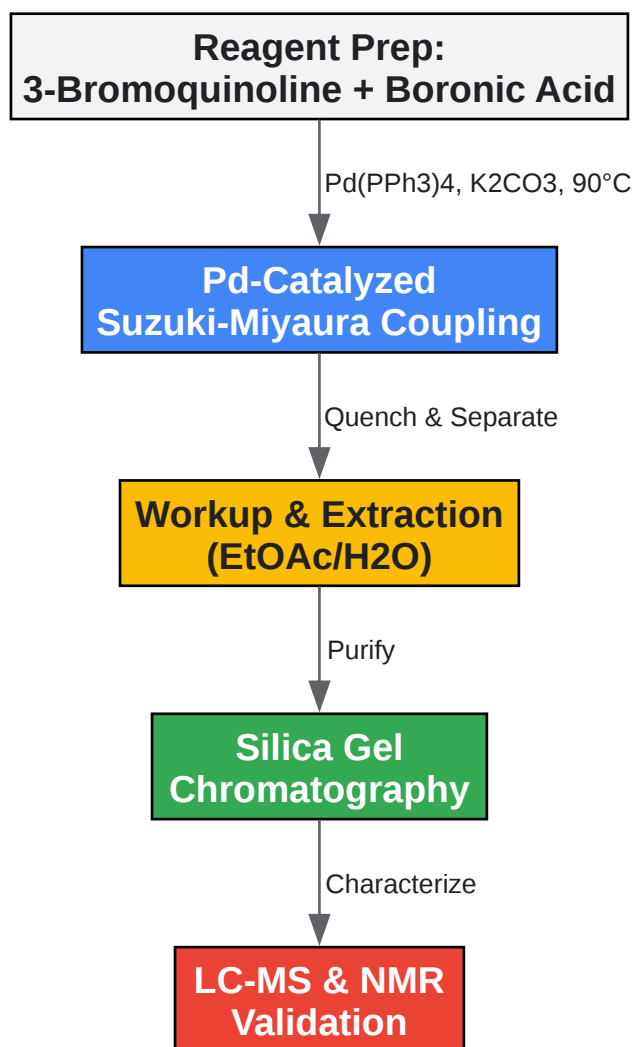 Reagent Prep:
3-Bromoquinoline + Boronic Acid
Pd(PPh3)4, K2CO3, 90°C
Pd-Catalyzed
Suzuki-Miyaura Coupling
Quench & Separate
Workup & Extraction
(EtOAc/H2O)
Purify
Silica Gel
Chromatography
Characterize
LC-MS & NMR
Validation